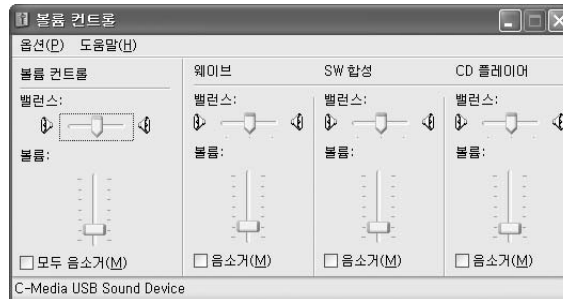 볼륨 컨트롤
옵션(P) 도움말(H)
볼륨 컨트롤
밸런스:
볼륨:
모두 음소거(M)
웨이브
밸런스:
볼륨:
음소거(M)
SW 합성
밸런스:
볼륨:
음소거(M)
CD 플레이어
밸런스:
볼륨:
음소거(M)
C-Media USB Sound Device